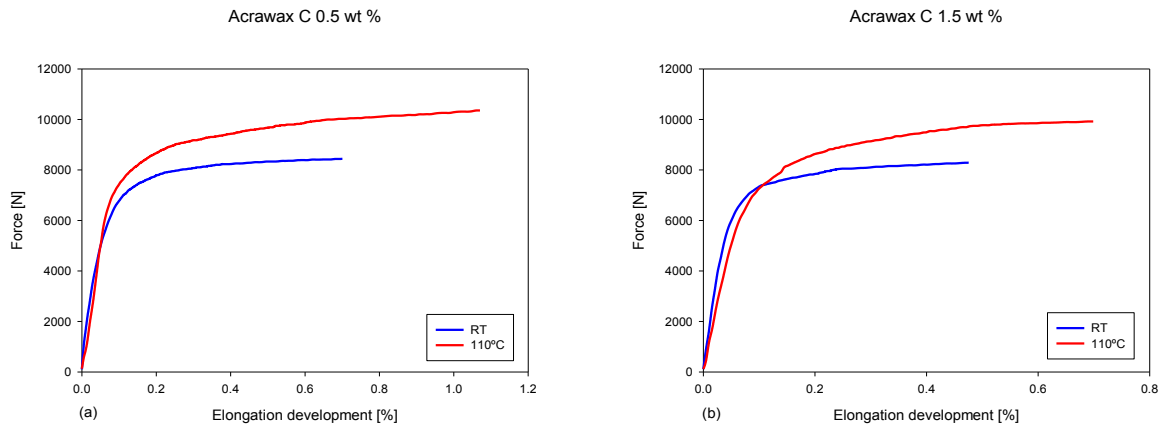 Acrawax C 0.5 wt %
12000
10000
8000
6000
4000
2000
0
Force [N]
RT
110ºC
0.0 0.2 0.4 0.6 0.8 1.0 1.2
(a) Elongation development [%]
Acrawax C 1.5 wt %
12000
10000
8000
6000
4000
2000
0
Force [N]
RT
110ºC
0.0 0.2 0.4 0.6 0.8
(b) Elongation development [%]